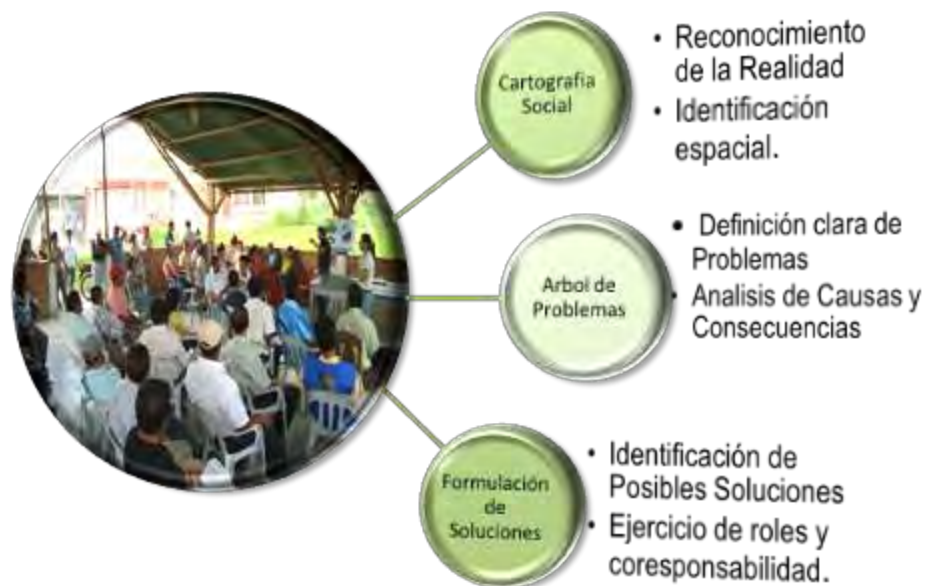 Cartografia
Social
• Reconocimiento
de la Realidad
• Identificación
espacial.
Arbol de
Problemas
• Definición clara de
Problemas
• Analisis de Causas y
Consecuencias
Formulación
de
Soluciones
• Identificación de
Posibles Soluciones
• Ejercicio de roles y
coresponsabilidad.